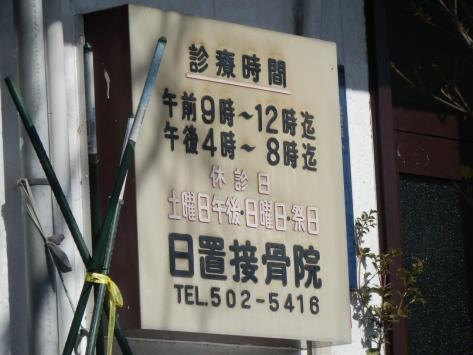 診療時間
午前9時～12時迄
午後4時～8時迄
休診日
土曜日午後・日曜日・祭日
日置接骨院
TEL.502-5416